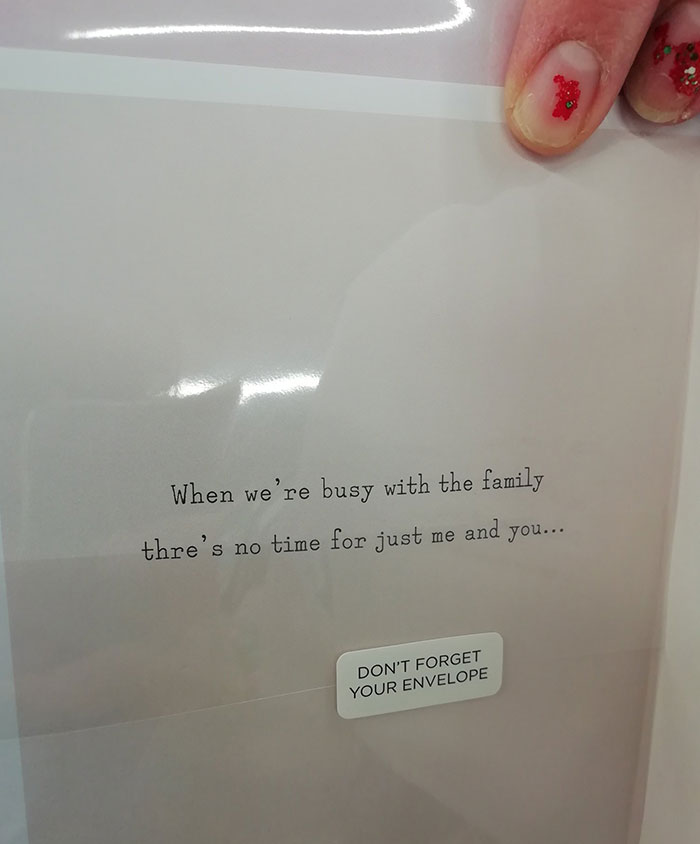 When we're busy with the family
thre's no time for just me and you...
DON'T FORGET
YOUR ENVELOPE